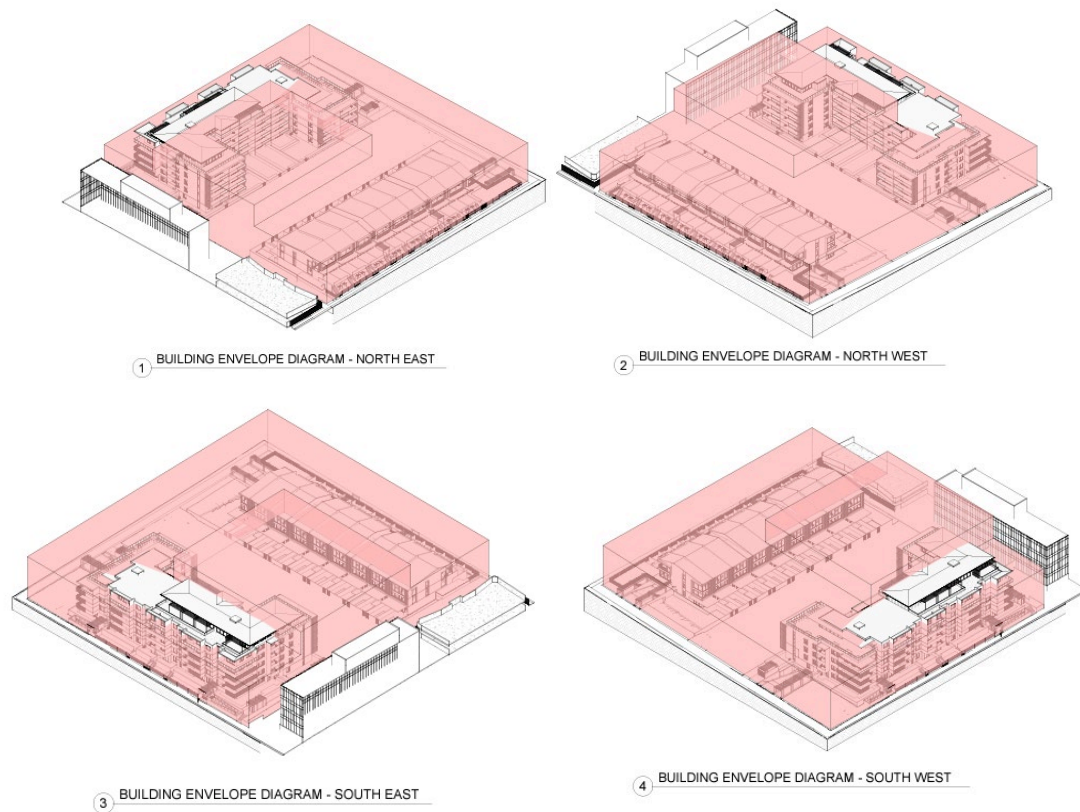 1 BUILDING ENVELOPE DIAGRAM - NORTH EAST
2 BUILDING ENVELOPE DIAGRAM - NORTH WEST
3 BUILDING ENVELOPE DIAGRAM - SOUTH EAST
4 BUILDING ENVELOPE DIAGRAM - SOUTH WEST